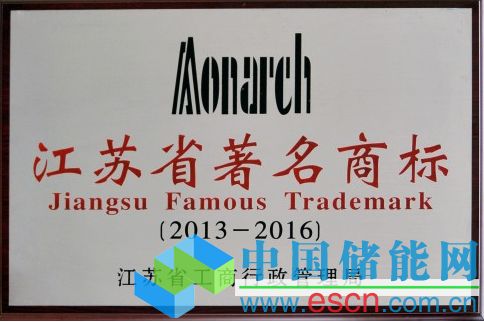 Monarch
江苏省著名商标
Jiangsu Famous Trademark
(2013－2016)
中国储能网
江苏省工商行政管理局
www.escn.com.cn